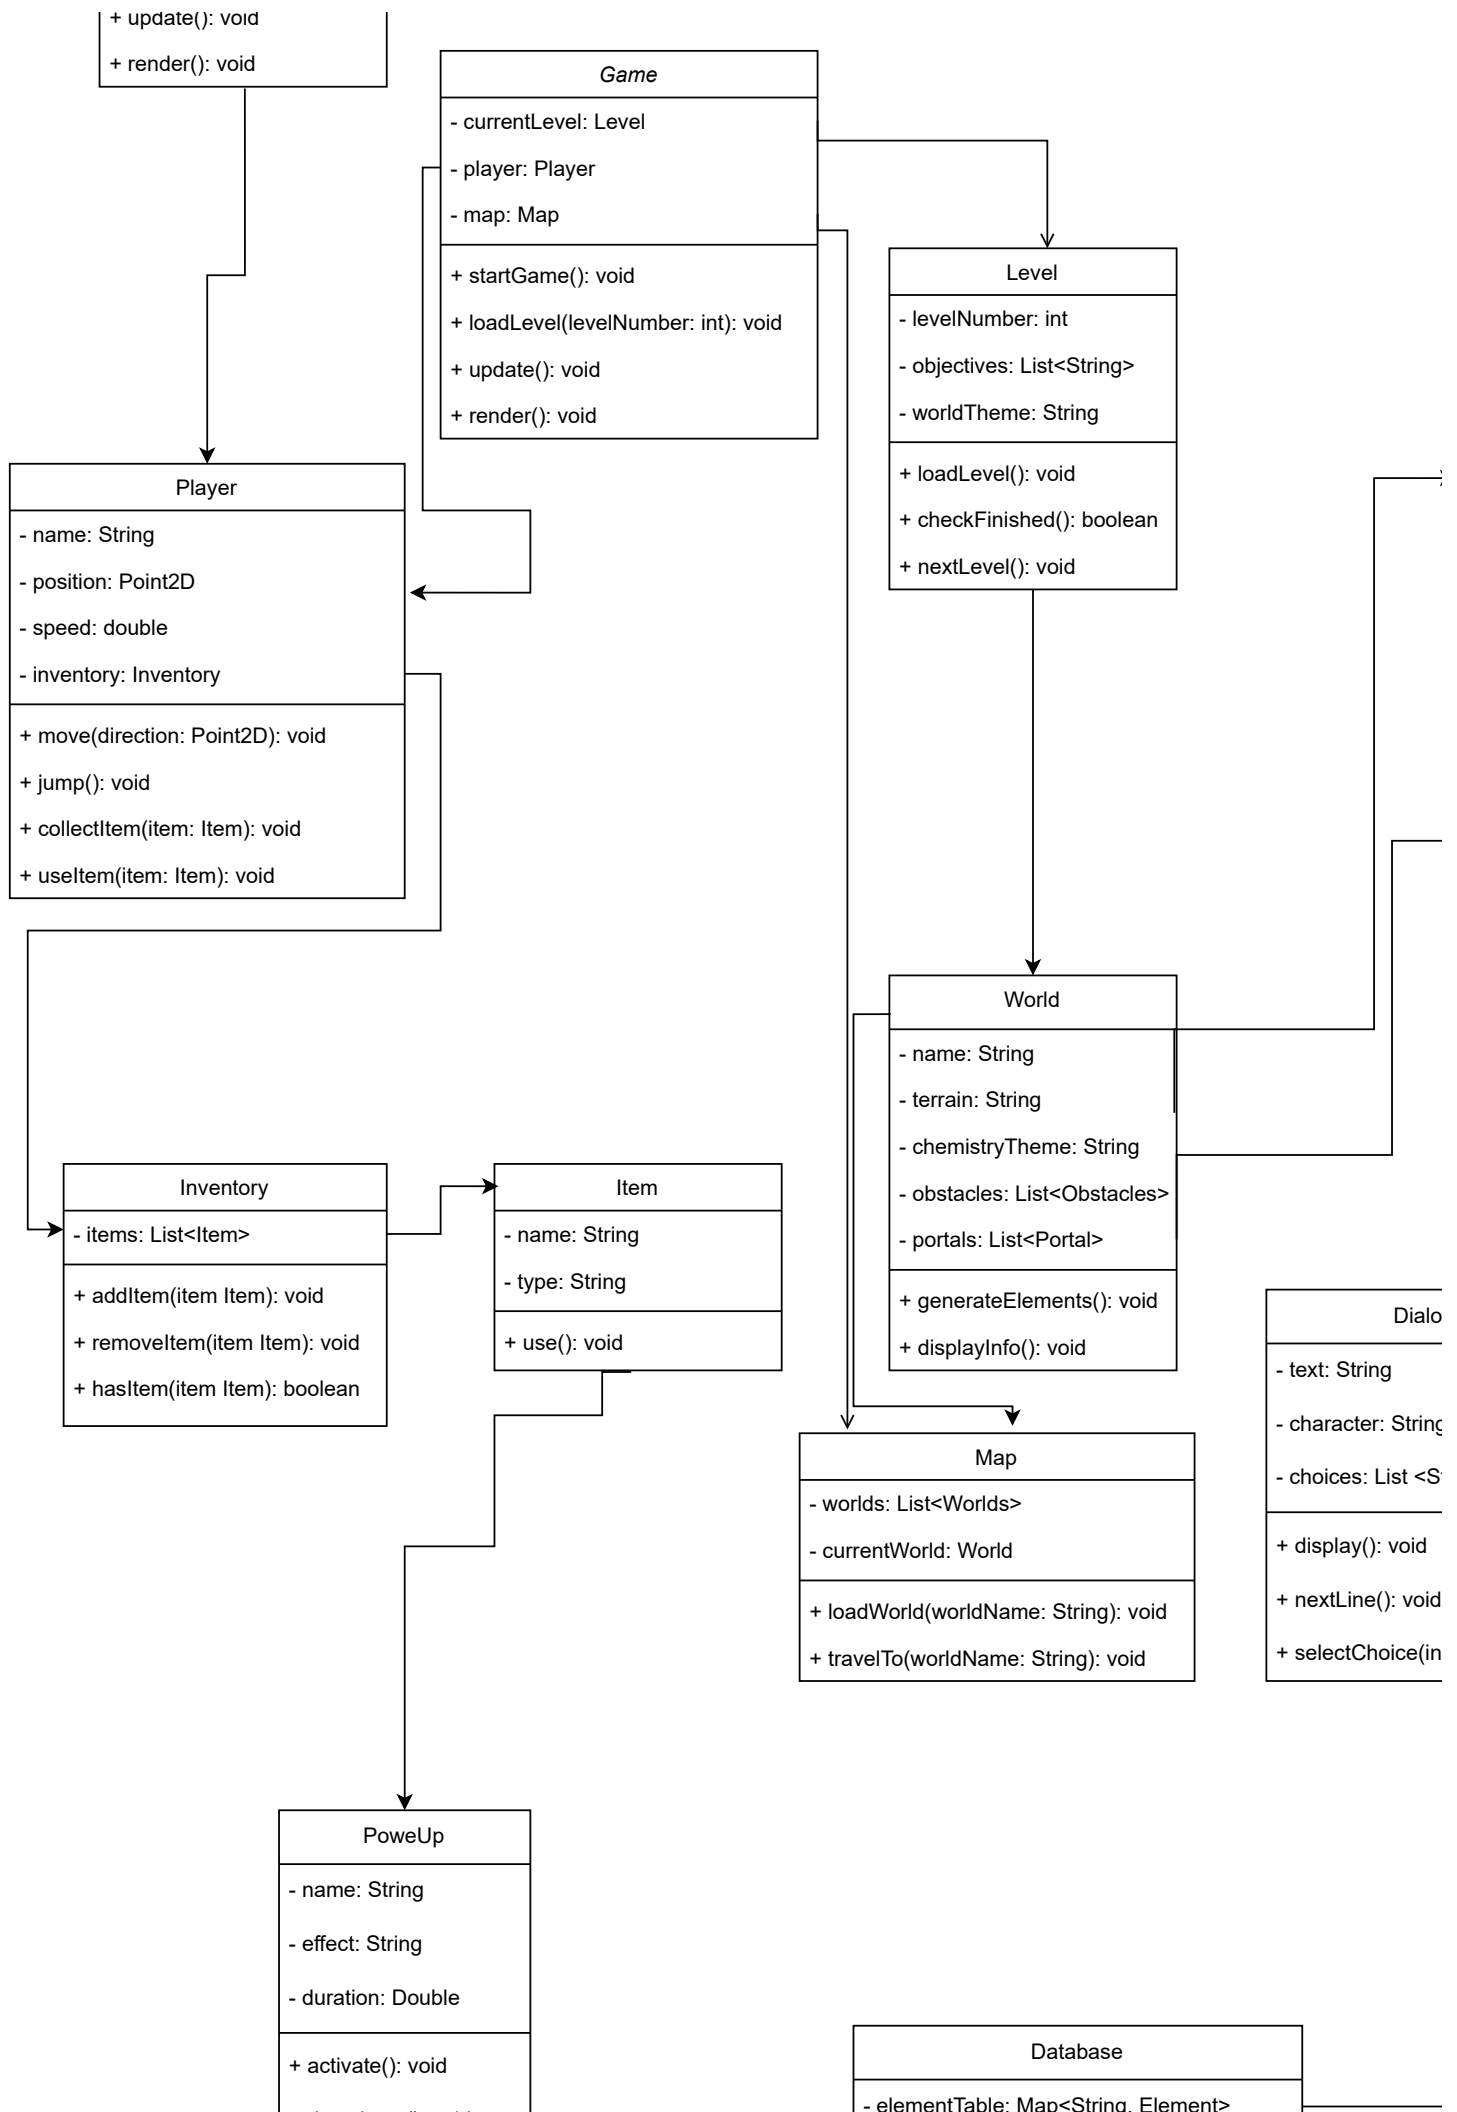 + update(): void
+ render(): void
Game
- currentLevel: Level
- player: Player
- map: Map
+ startGame(): void
+ loadLevel(levelNumber: int): void
+ update(): void
+ render(): void
Level
- levelNumber: int
- objectives: List<String>
- worldTheme: String
+ loadLevel(): void
+ checkFinished(): boolean
+ nextLevel(): void
Player
- name: String
- position: Point2D
- speed: double
- inventory: Inventory
+ move(direction: Point2D): void
+ jump(): void
+ collectItem(item: Item): void
+ useItem(item: Item): void
World
- name: String
- terrain: String
- chemistryTheme: String
- obstacles: List<Obstacles>
- portals: List<Portal>
+ generateElements(): void
+ displayInfo(): void
Inventory
- items: List<Item>
+ addItem(item Item): void
+ removeItem(item Item): void
+ hasItem(item Item): boolean
Item
- name: String
- type: String
+ use(): void
Dialo
- text: String
- character: String
- choices: List <S
+ display(): void
+ nextLine(): void
+ selectChoice(in
Map
- worlds: List<Worlds>
- currentWorld: World
+ loadWorld(worldName: String): void
+ travelTo(worldName: String): void
PoweUp
- name: String
- effect: String
- duration: Double
+ activate(): void
Database
- elementTable: Map<String, Element>